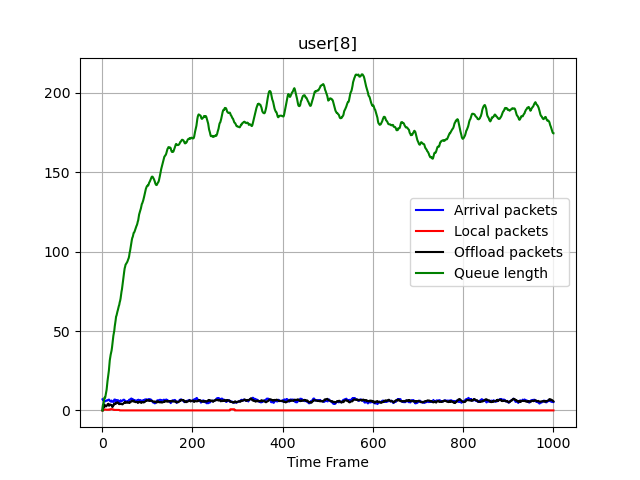 user[8]
200
150
100
50
0
Arrival packets
Local packets
Offload packets
Queue length
0 200 400 600 800 1000
Time Frame